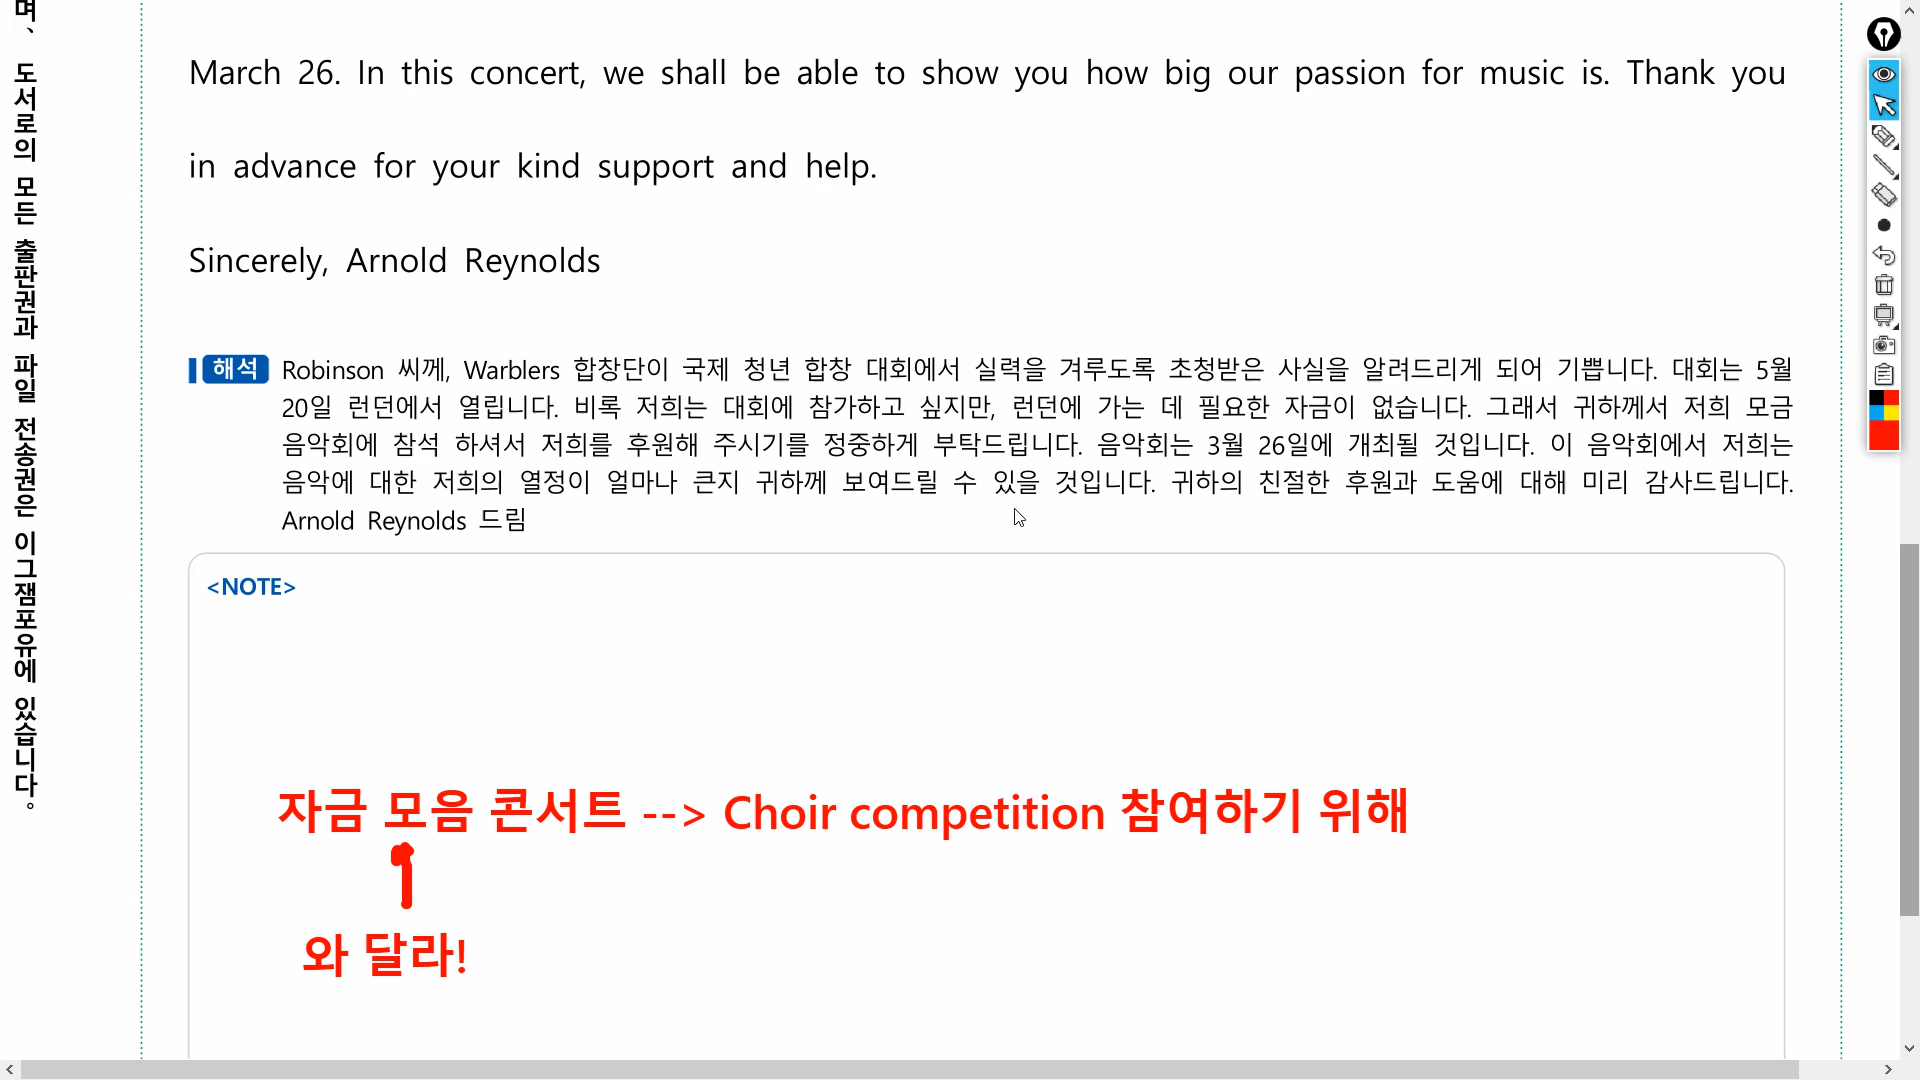 March 26. In this concert, we shall be able to show you how big our passion for music is. Thank you
in advance for your kind support and help.
Sincerely, Arnold Reynolds
해석 Robinson 씨께, Warblers 합창단이 국제 청년 합창 대회에서 실력을 겨루도록 초청받은 사실을 알려드리게 되어 기쁩니다. 대회는 5월
20일 런던에서 열립니다. 비록 저희는 대회에 참가하고 싶지만, 런던에 가는 데 필요한 자금이 없습니다. 그래서 귀하께서 저희 모금
음악회에 참석 하셔서 저희를 후원해 주시기를 정중하게 부탁드립니다. 음악회는 3월 26일에 개최될 것입니다. 이 음악회에서 저희는
음악에 대한 저희의 열정이 얼마나 큰지 귀하께 보여드릴 수 있을 것입니다. 귀하의 친절한 후원과 도움에 대해 미리 감사드립니다.
Arnold Reynolds 드림
<NOTE>
자금 모음 콘서트 --> Choir competition 참여하기 위해
와 달라!
며, 도서로의 모든 출판권과 파일 전송권은 이그잼포유에 있습니다.